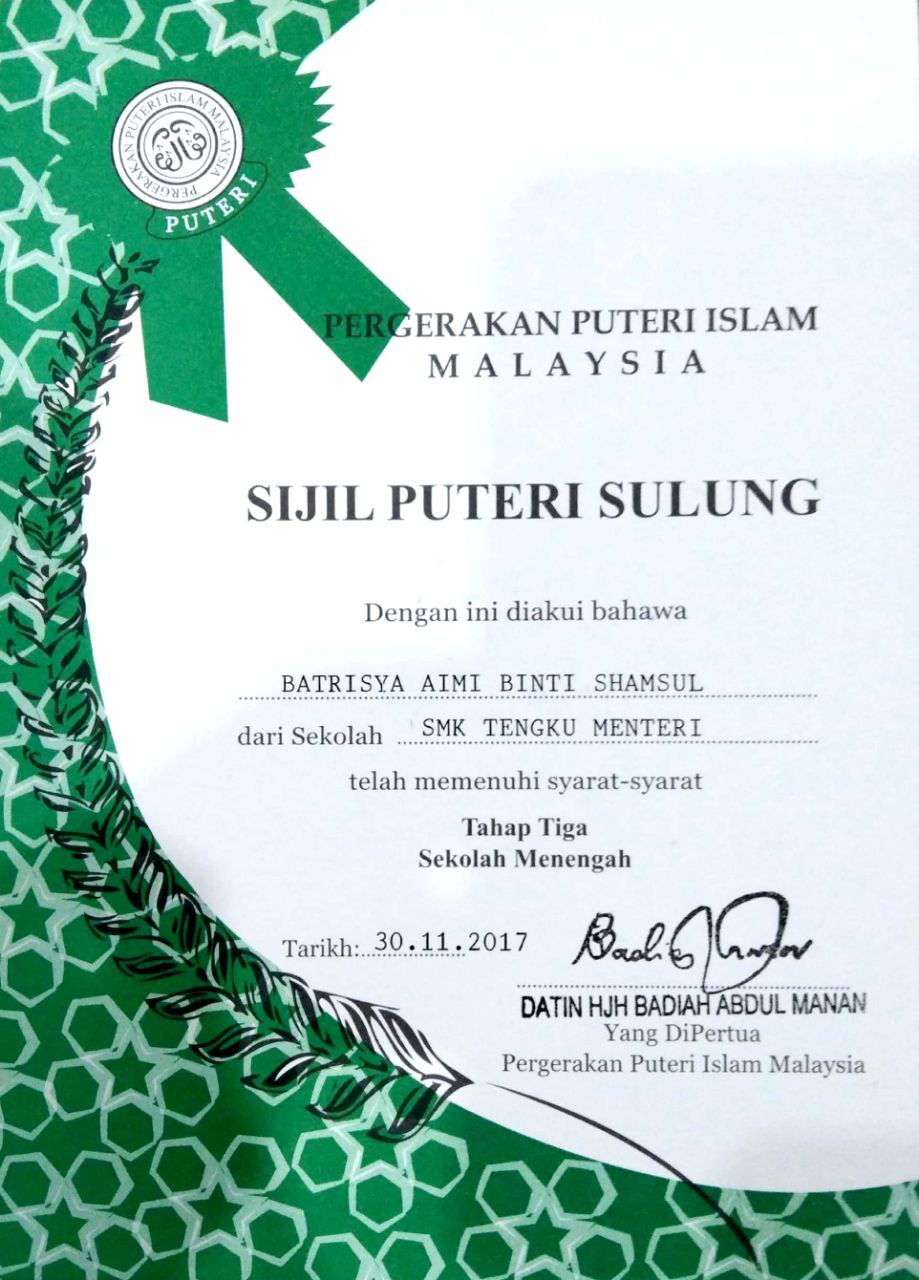 PERGERAKAN PUTERI ISLAM MALAYSIA
PUTERI
PERGERAKAN PUTERI ISLAM
MALAYSIA
SIJIL PUTERI SULUNG
Dengan ini diakui bahawa
BATRISYA AIMI BINTI SHAMSUL
dari Sekolah SMK TENGKU MENTERI
telah memenuhi syarat-syarat
Tahap Tiga
Sekolah Menengah
Tarikh: 30.11.2017
DATIN HJH BADIAH ABDUL MANAN
Yang DiPertua
Pergerakan Puteri Islam Malaysia